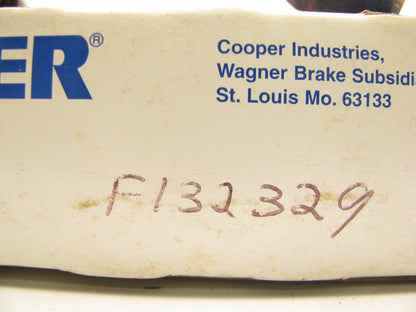 ER®
Cooper Industries,
Wagner Brake Subsidi
St. Louis Mo. 63133
F132329